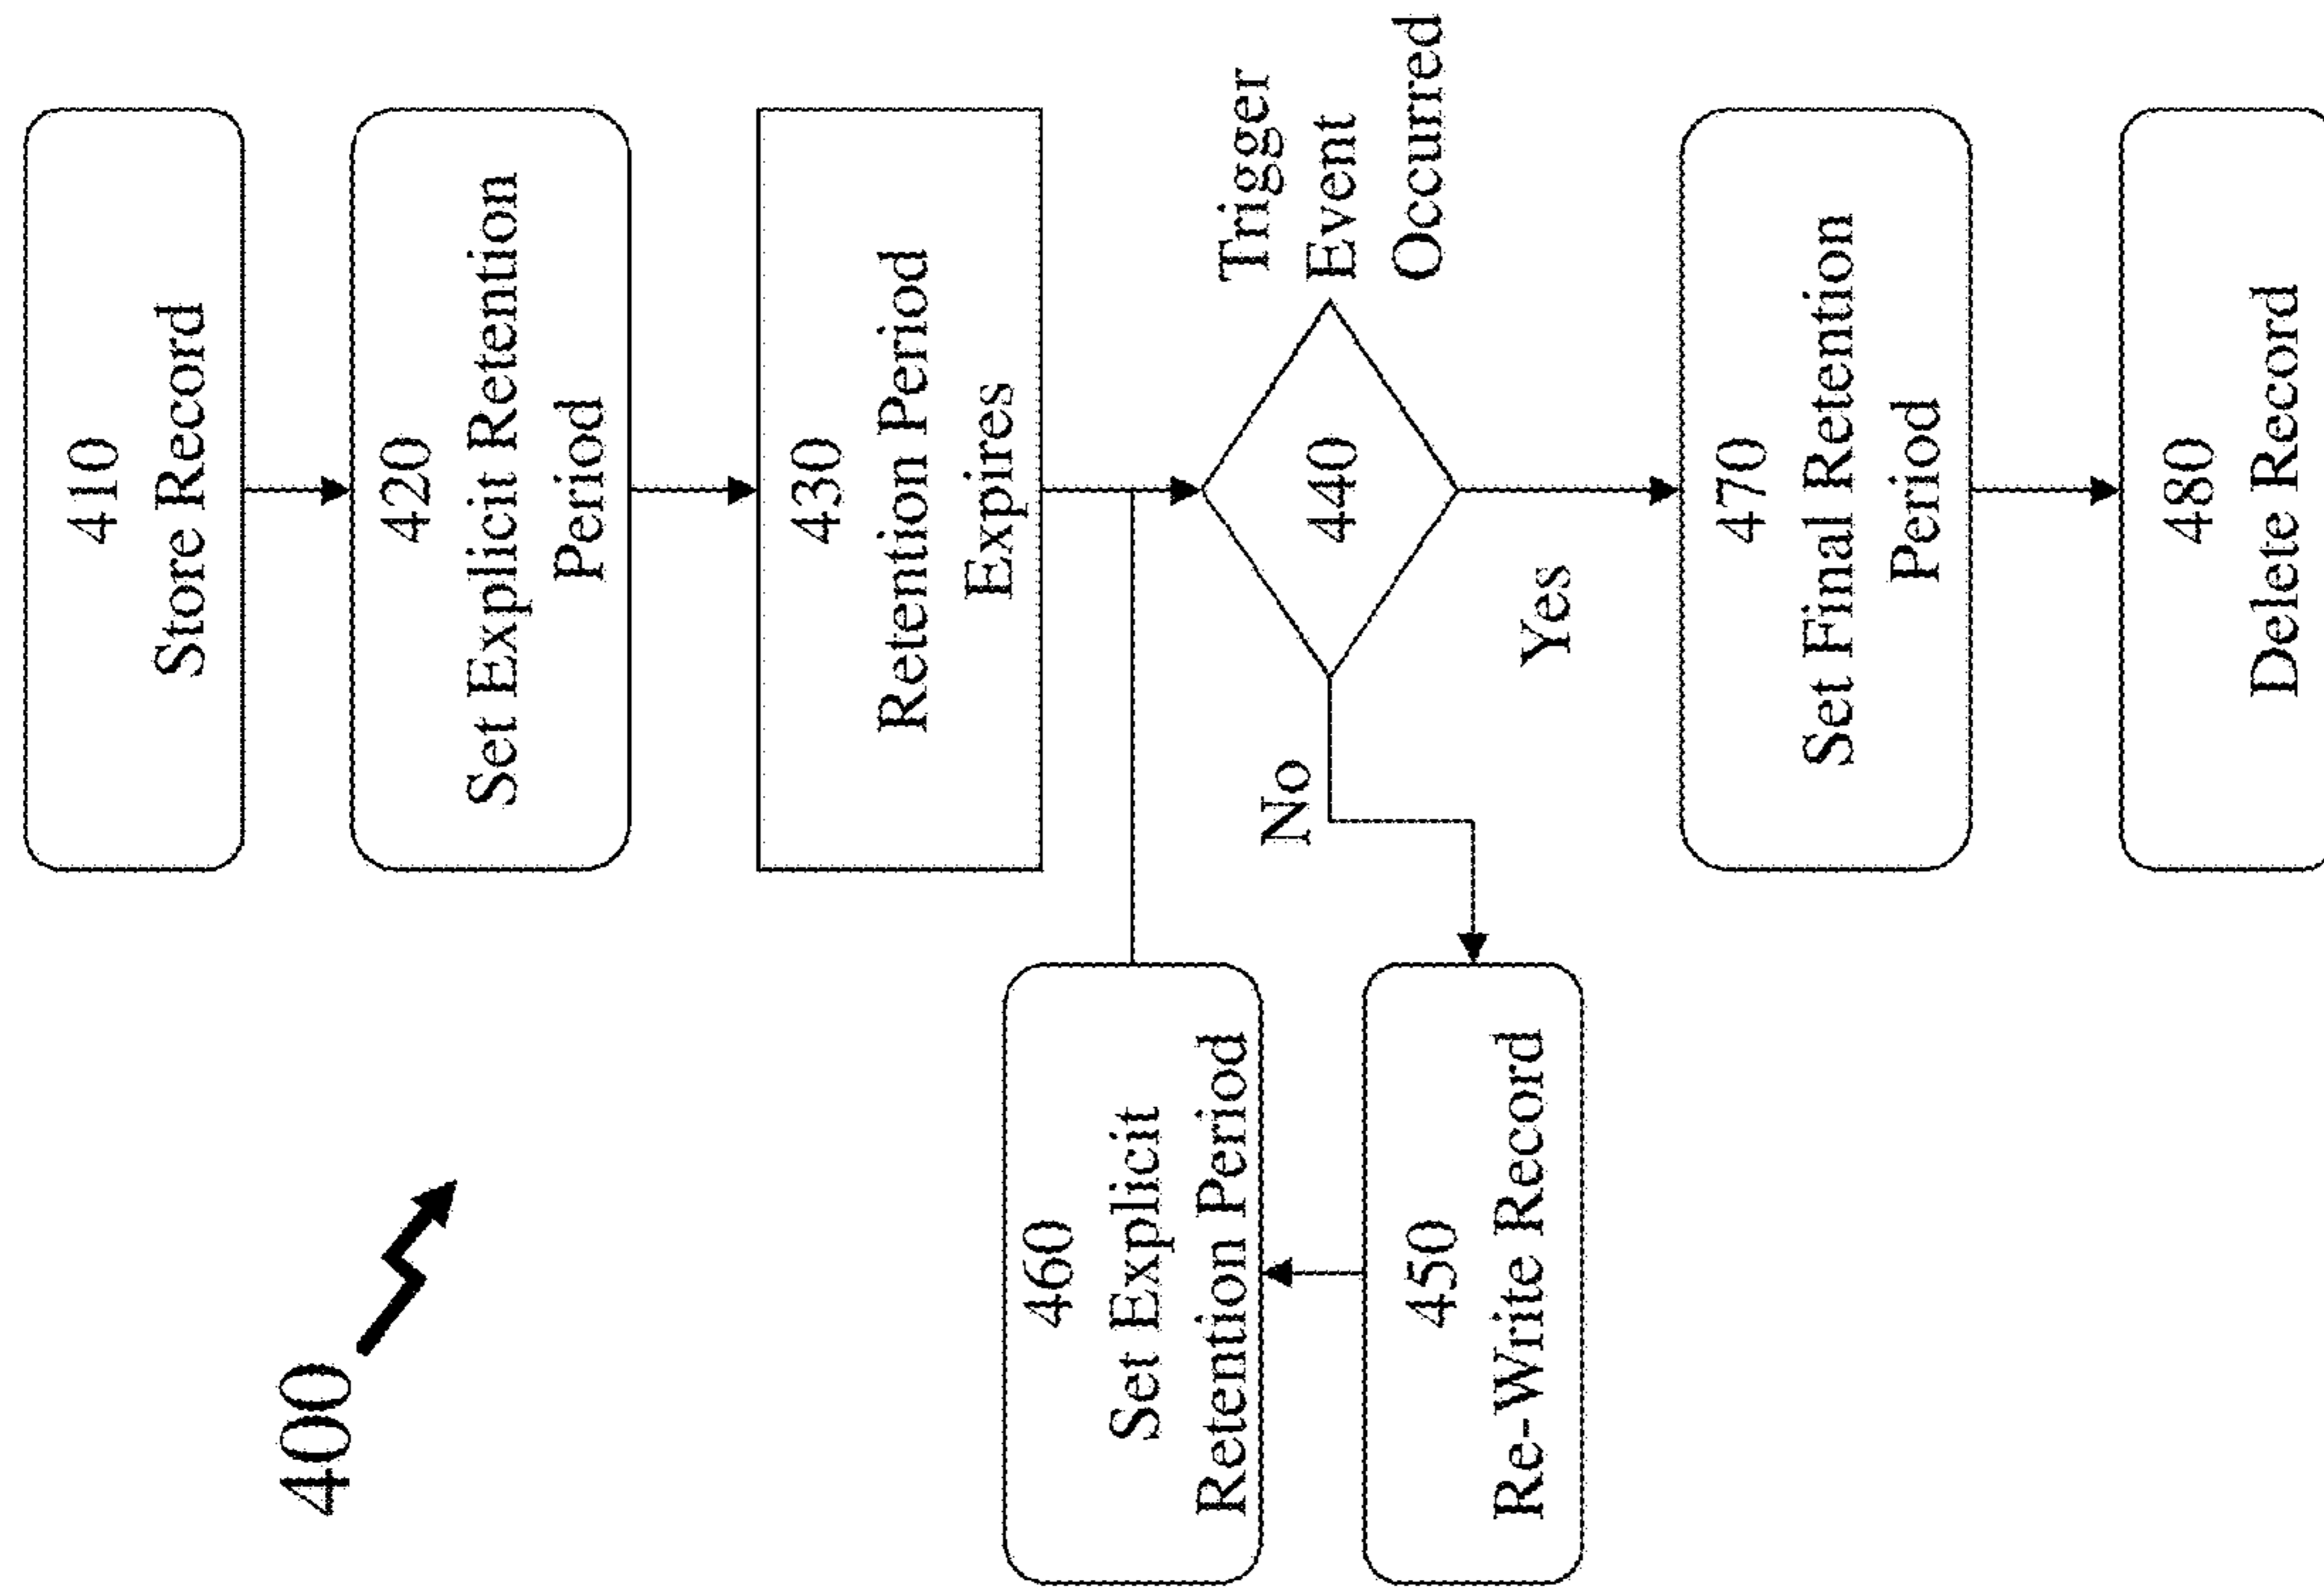 400
410
Store Record
420
Set Explicit Retention
Period
430
Retention Period
Expires
Trigger
Event
Occurred
440
No
Yes
460
Set Explicit
Retention Period
450
Re-Write Record
470
Set Final Retention
Period
480
Delete Record